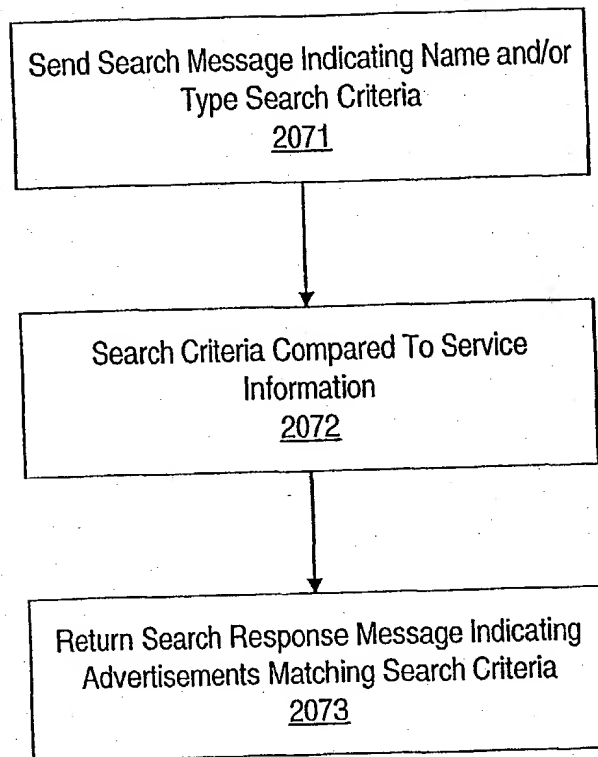 Send Search Message Indicating Name and/or
Type Search Criteria
2071
Search Criteria Compared To Service
Information
2072
Return Search Response Message Indicating
Advertisements Matching Search Criteria
2073